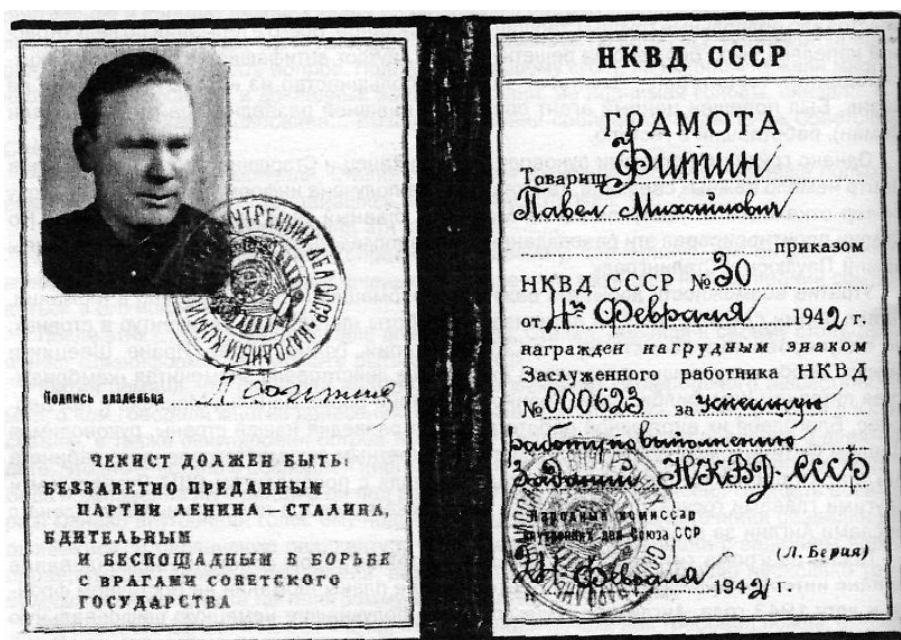 НАРОДНЫЙ
Подпись владельца
ЧЕКИСТ ДОЛЖЕН БЫТЬ:
БЕЗЗАВЕТНО ПРЕДАННЫМ
ПАРТИИ ЛЕНИНА — СТАЛИНА,
БДИТЕЛЬНЫМ
И БЕСПОЩАДНЫМ В БОРЬБЕ
С ВРАГАМИ СОВЕТСКОГО
ГОСУДАРСТВА
НКВД СССР
ГРАМОТА
Товарищ Фитин
Павел Михайлович
приказом
НКВД СССР № 30
от 4го Февраля 1942 г.
награжден нагрудным знаком
Заслуженного работника НКВД
№ 000623 за успешную
работу по выполнению
заданий НКВД СССР
Народный комиссар
внутренних дел Союза ССР
(Л. Берия)
Февраля 1942 г.